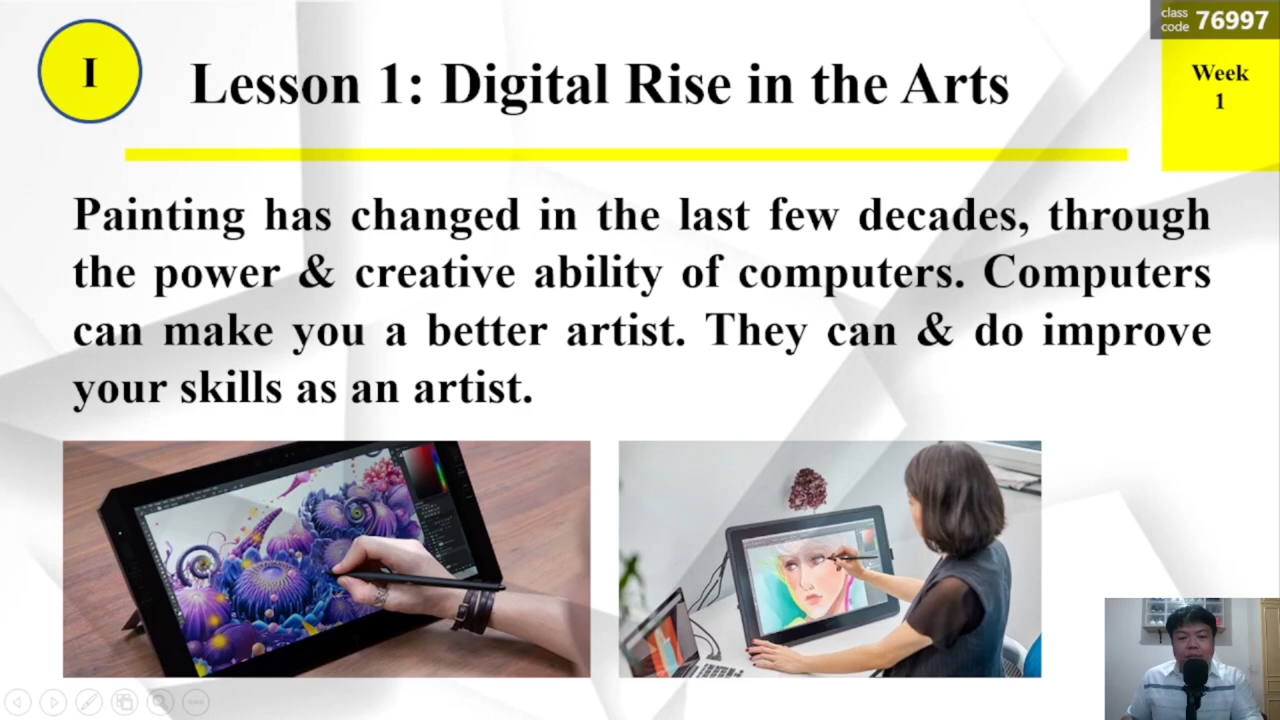 class
code 76997
I
Lesson 1: Digital Rise in the Arts
Week
1
Painting has changed in the last few decades, through
the power & creative ability of computers. Computers
can make you a better artist. They can & do improve
your skills as an artist.